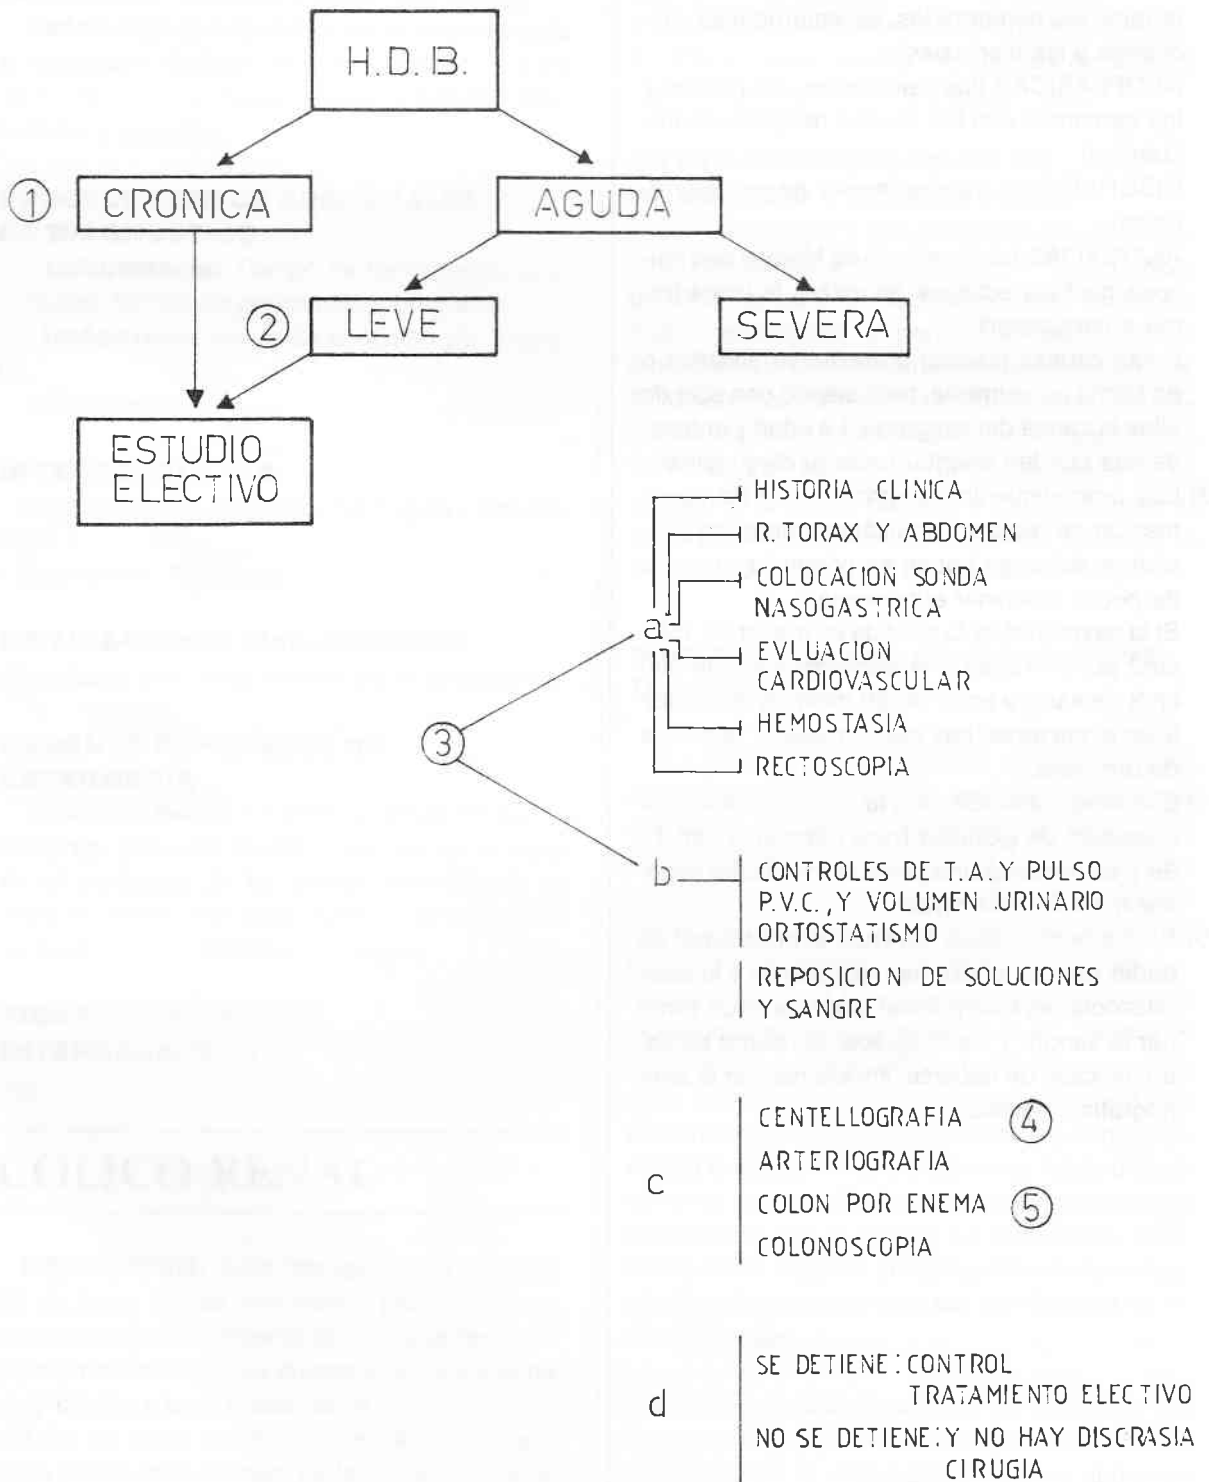 H.D.B.
① CRONICA
AGUDA
② LEVE
SEVERA
ESTUDIO
ELECTIVO
③
a
HISTORIA CLINICA
R. TORAX Y ABDOMEN
COLOCACION SONDA
NASOGASTRICA
EVLUACION
CARDIOVASCULAR
HEMOSTASIA
RECTOSCOPIA
b
CONTROLES DE T.A. Y PULSO
P.V.C., Y VOLUMEN URINARIO
ORTOSTATISMO
REPOSICION DE SOLUCIONES
Y SANGRE
c
CENTELLOGRAFIA ④
ARTERIOGRAFIA
COLON POR ENEMA ⑤
COLONOSCOPIA
d
SE DETIENE: CONTROL
TRATAMIENTO ELECTIVO
NO SE DETIENE: Y NO HAY DISCRASIA
CIRUGIA